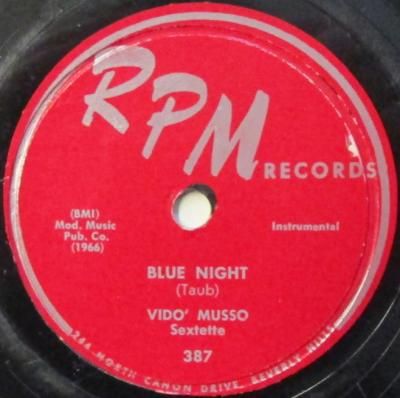 RPM
RECORDS
(BMI)
Mod. Music
Pub. Co.
(1966)
Instrumental
BLUE NIGHT
(Taub)
VIDO' MUSSO
Sextette
387
NORTH CANON DRIVE, BEVERLY HILLS